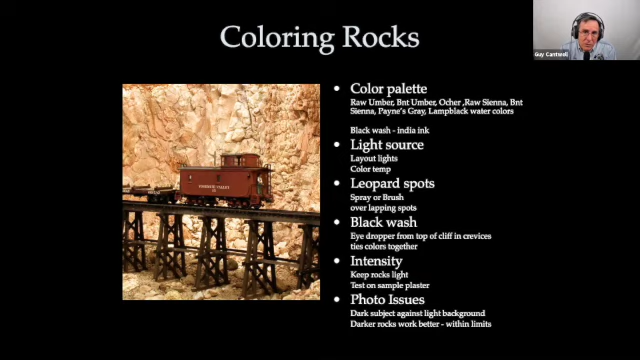 Coloring Rocks
Guy Cantwell
Color palette
Raw Umber, Bnt Umber, Ocher ,Raw Sienna, Bnt
Sienna, Payne's Gray, Lampblack water colors
Black wash - india ink
Light source
Layout lights
Color temp
Leopard spots
Spray or Brush
over lapping spots
Black wash
Eye dropper from top of cliff in crevices
ties colors together
Intensity
Keep rocks light
Test on sample plaster
Photo Issues
Dark subject against light background
Darker rocks work better - within limits